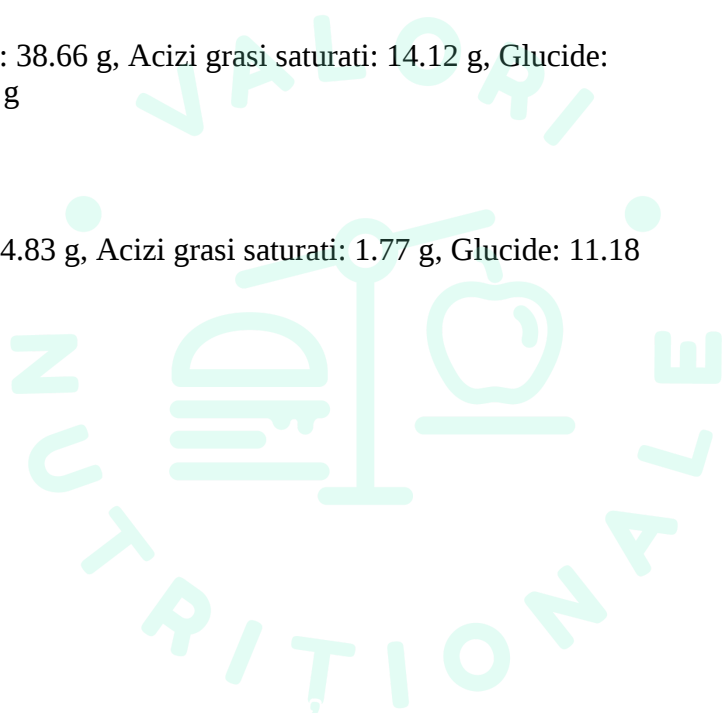 : 38.66 g, Acizi grasi saturati: 14.12 g, Glucide:
g
4.83 g, Acizi grasi saturati: 1.77 g, Glucide: 11.18
VALORI
NUTRITIONALE